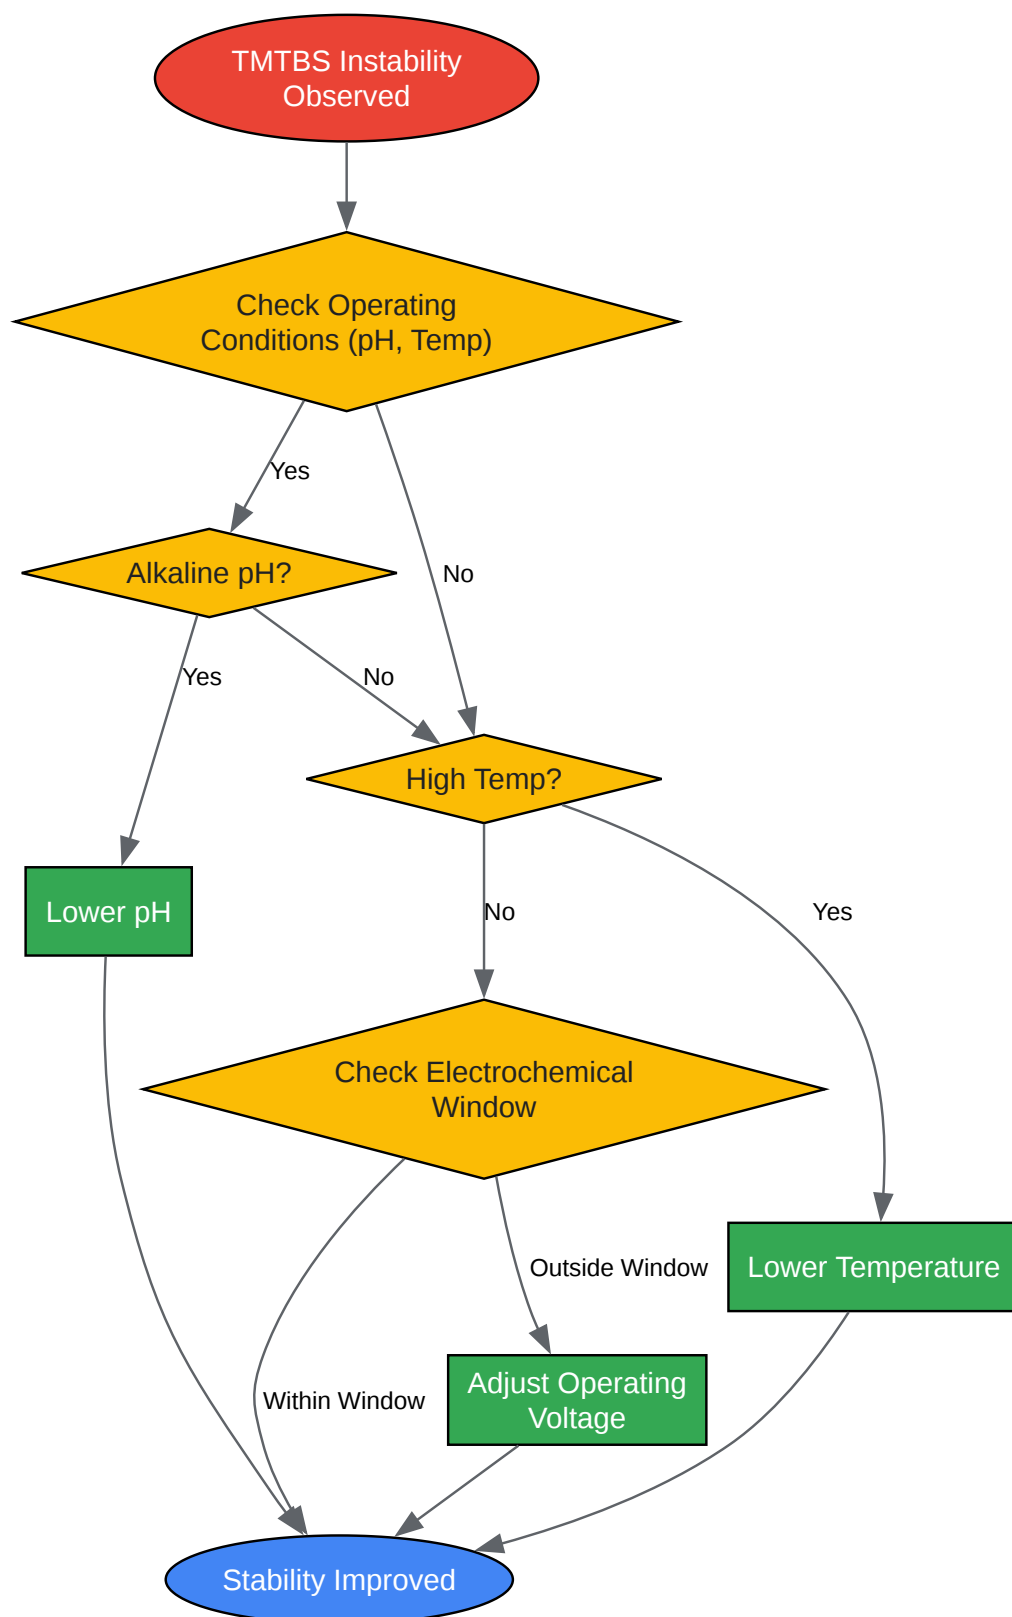 TMTBS Instability
Observed
Check Operating
Conditions (pH, Temp)
Yes
No
Alkaline pH?
Yes
No
High Temp?
Lower pH
No
Yes
Check Electrochemical
Window
Outside Window
Lower Temperature
Within Window
Adjust Operating
Voltage
Stability Improved